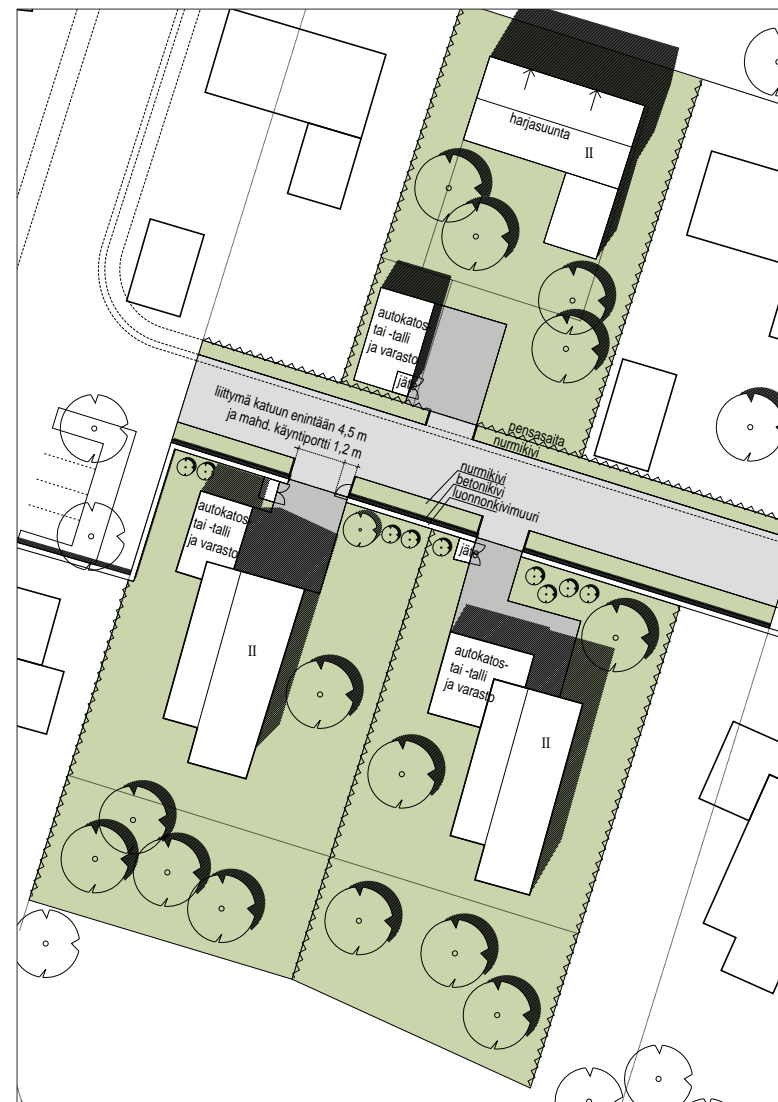 harjasuunta
II
autokatos-
tai -talli
ja varasto
jäte
liittymä katuun enintään 4,5 m
ja mahd. käyntiportti 1,2 m
pensasaita
nurmikivi
nurmikivi
betonikivi
luonnonkivimuuri
autokatos-
tai -talli
ja varasto
jäte
II
autokatos-
tai -talli
ja varasto
II